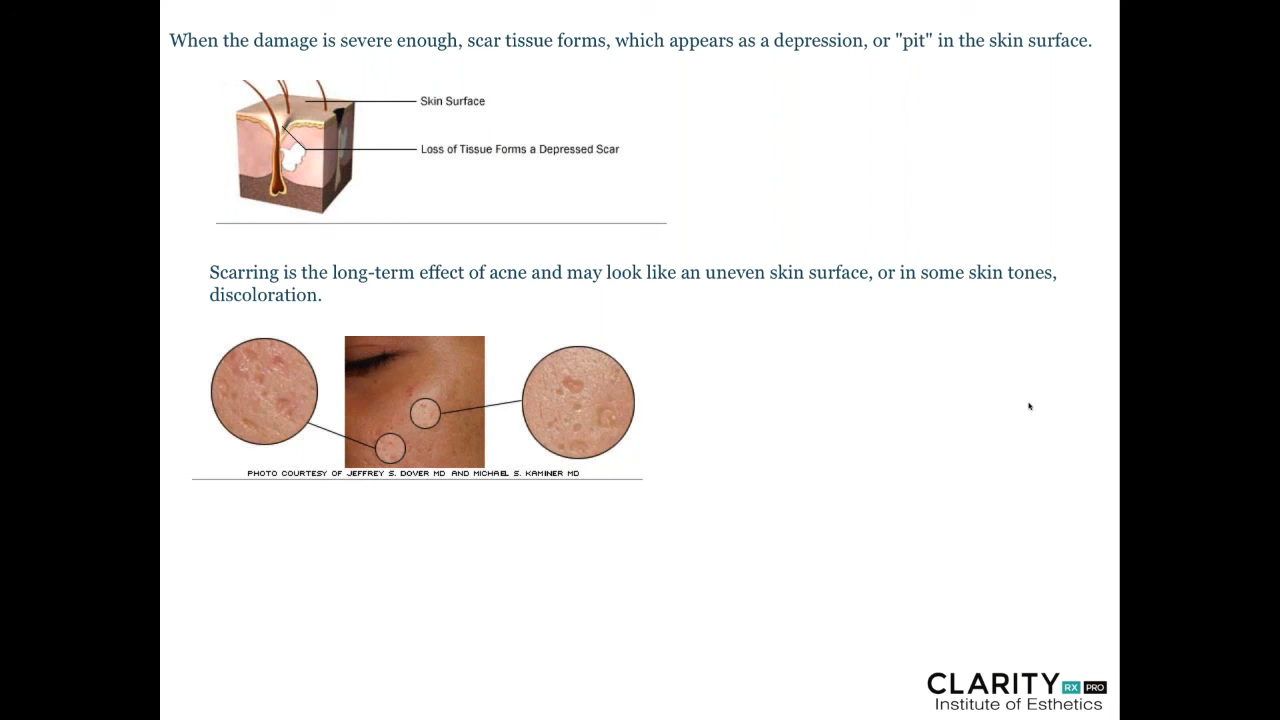 When the damage is severe enough, scar tissue forms, which appears as a depression, or "pit" in the skin surface.
Skin Surface
Loss of Tissue Forms a Depressed Scar
Scarring is the long-term effect of acne and may look like an uneven skin surface, or in some skin tones,
discoloration.
PHOTO COURTESY OF JEFFREY S. DOVER MD AND MICHAEL S. KAMINER MD
CLARITY RX PRO
Institute of Esthetics